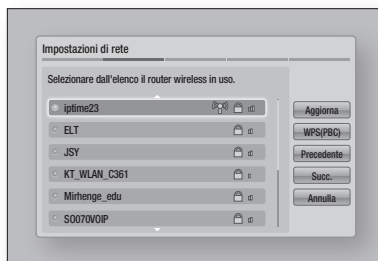 Impostazioni di rete
Selezionare dall'elenco il router wireless in uso.
iptime23
ELT
JSY
KT_WLAN_C361
Mirhenge_edu
SO070VOIP
Aggiorna
WPS(PBC)
Precedente
Succ.
Annulla